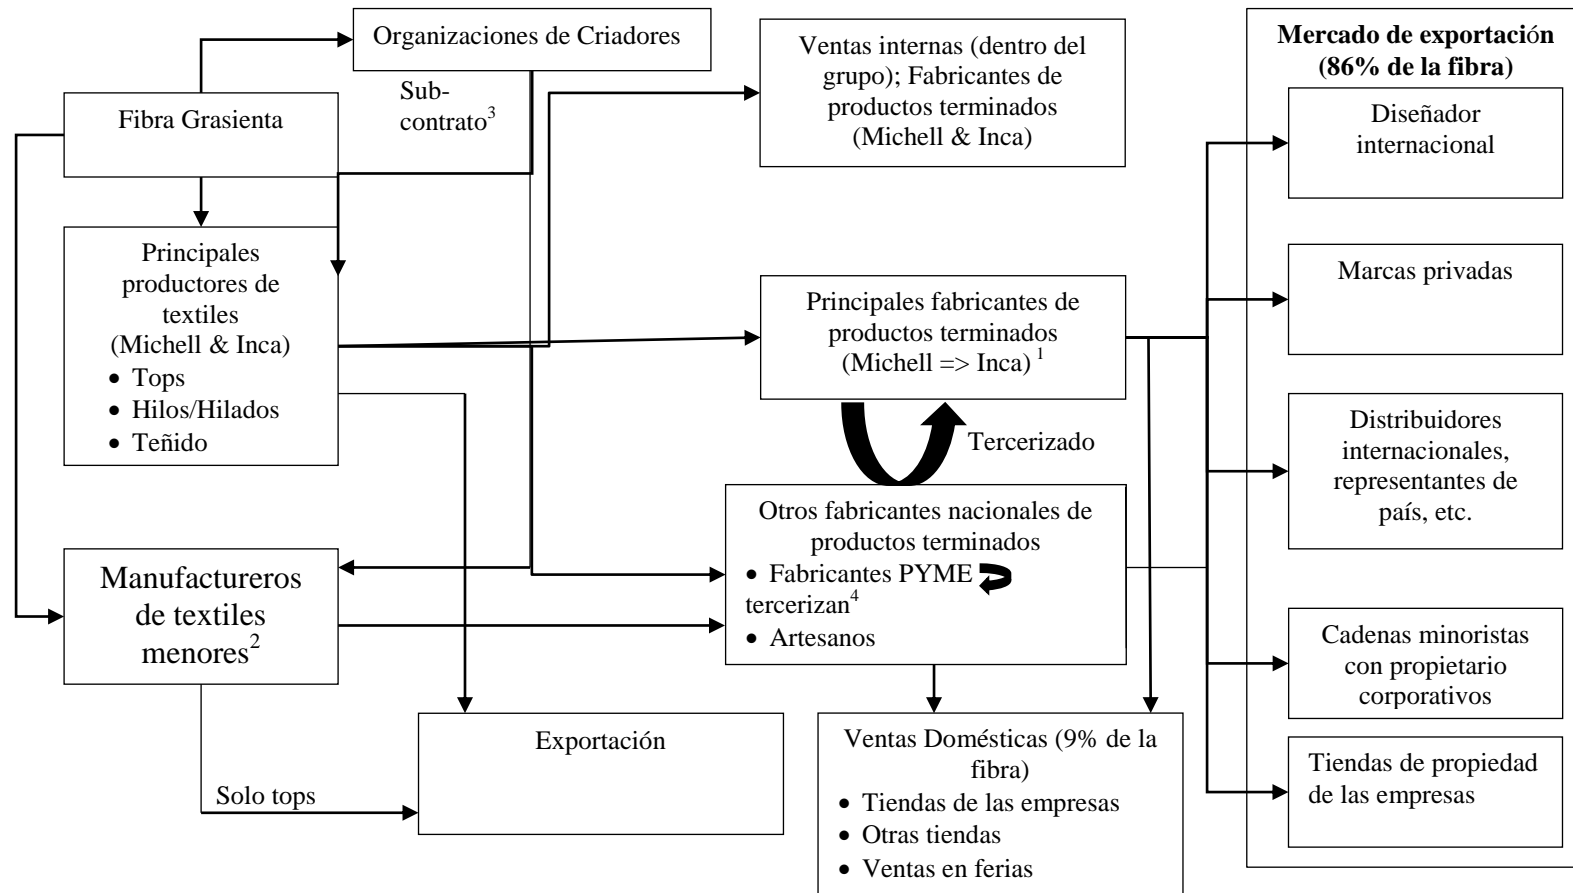 Organizaciones de Criadores
Sub-
contrato3
Fibra Grasienta
Principales
productores de
textiles
(Michell & Inca)
• Tops
• Hilos/Hilados
• Teñido
Manufactureros
de textiles
menores2
Solo tops
Exportación
Ventas internas (dentro del
grupo); Fabricantes de
productos terminados
(Michell & Inca)
Principales fabricantes de
productos terminados
(Michell => Inca) 1
Tercerizado
Otros fabricantes nacionales de
productos terminados
• Fabricantes PYME
tercerizan4
• Artesanos
Ventas Domésticas (9% de la
fibra)
• Tiendas de las empresas
• Otras tiendas
• Ventas en ferias
Mercado de exportación
(86% de la fibra)
Diseñador
internacional
Marcas privadas
Distribuidores
internacionales,
representantes de
país, etc.
Cadenas minoristas
con propietario
corporativos
Tiendas de propiedad
de las empresas